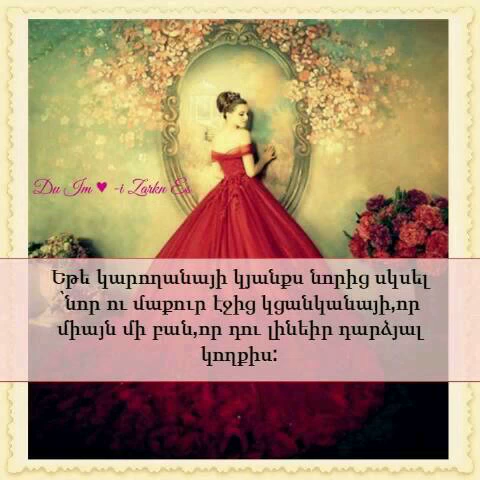 Du Im ♥ -i Zarkn Es
Եթե կարողանայի կյանքս նորից սկսել
՝նոր ու մաքուր էջից կցանկանայի,որ
միայն մի բան,որ դու լինեիր դարձյալ
կողքիս: